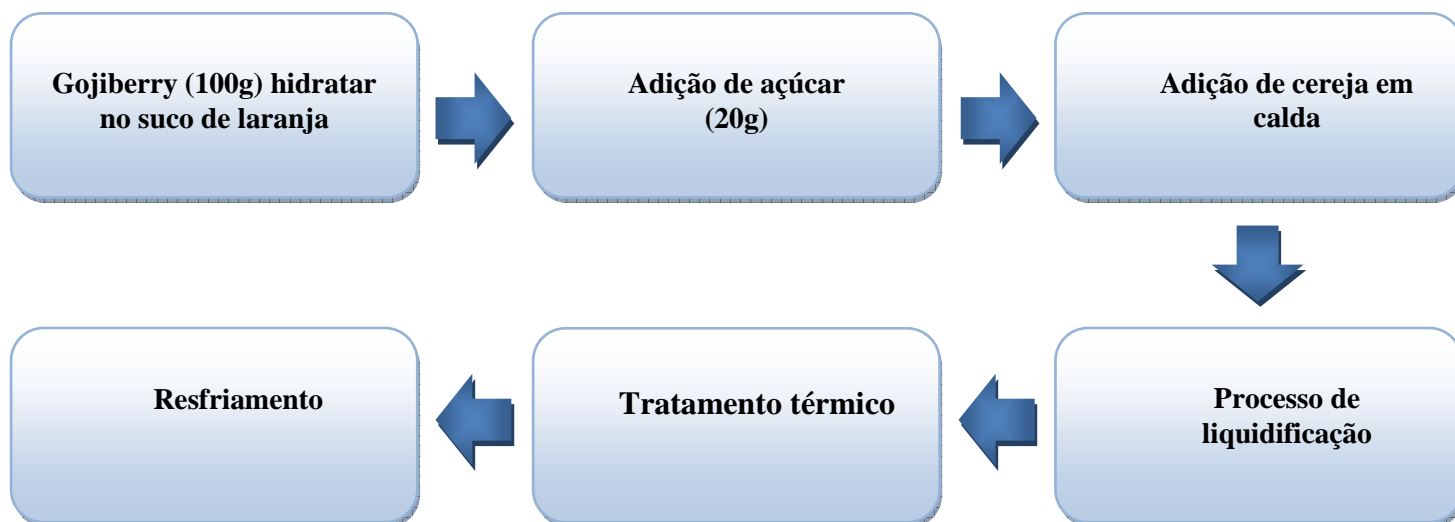 Gojiberry (100g) hidratar
no suco de laranja
Adição de açúcar
(20g)
Adição de cereja em
calda
Processo de
liquidificação
Tratamento térmico
Resfriamento